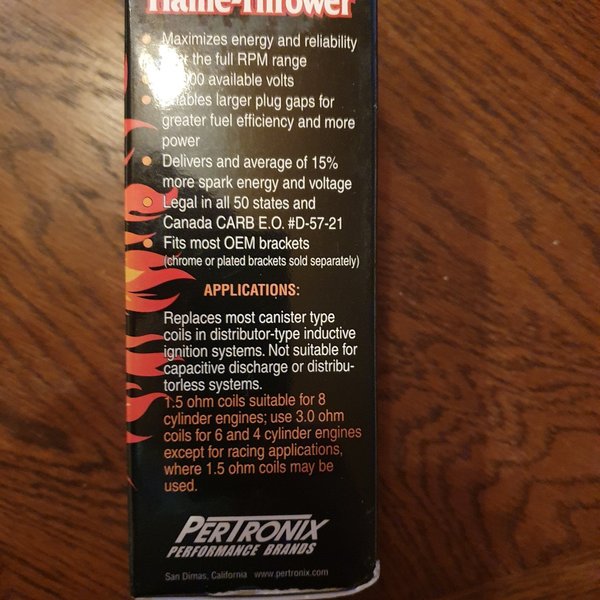 Flame-Thrower
Maximizes energy and reliability
the full RPM range
available volts
Enables larger plug gaps for
greater fuel efficiency and more
power
Delivers and average of 15%
more spark energy and voltage
Legal in all 50 states and
Canada CARB E.O. #D-57-21
Fits most OEM brackets
(chrome or plated brackets sold separately)
APPLICATIONS:
Replaces most canister type
coils in distributor-type inductive
ignition systems. Not suitable for
capacitive discharge or distribu-
torless systems.
1.5 ohm coils suitable for 8
cylinder engines; use 3.0 ohm
coils for 6 and 4 cylinder engines
except for racing applications,
where 1.5 ohm coils may be
used.
PERTRONIX
PERFORMANCE BRANDS
San Dimas, California www.pertronix.com